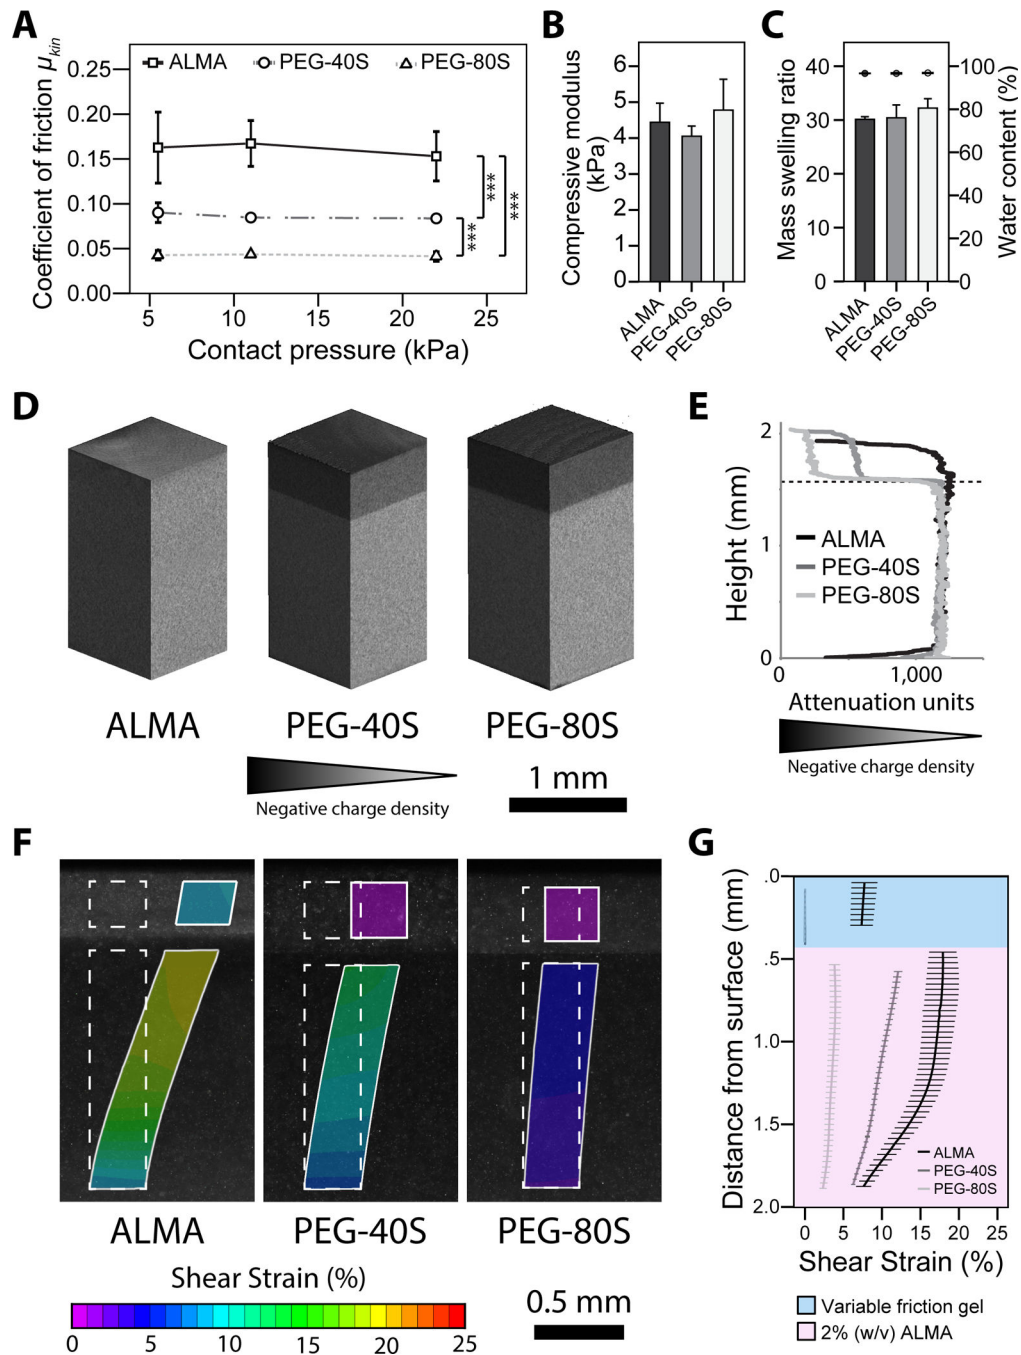 A
Coefficient of friction μkin
0.25
0.20
0.15
0.10
0.05
0.00
ALMA
PEG-40S
PEG-80S
***
***
***
5
10
15
20
25
Contact pressure (kPa)
B
Compressive modulus
(kPa)
6
5
4
3
2
1
0
ALMA
PEG-40S
PEG-80S
C
Mass swelling ratio
40
30
20
10
0
100
80
60
40
20
0
Water content (%)
ALMA
PEG-40S
PEG-80S
D
ALMA
PEG-40S
PEG-80S
Negative charge density
1 mm
E
Height (mm)
2
1
0
ALMA
PEG-40S
PEG-80S
0
1,000
Attenuation units
Negative charge density
F
ALMA
PEG-40S
PEG-80S
Shear Strain (%)
0
5
10
15
20
25
0.5 mm
G
Distance from surface (mm)
.0
.5
1.0
1.5
2.0
ALMA
PEG-40S
PEG-80S
0
5
10
15
20
25
Shear Strain (%)
Variable friction gel
2% (w/v) ALMA